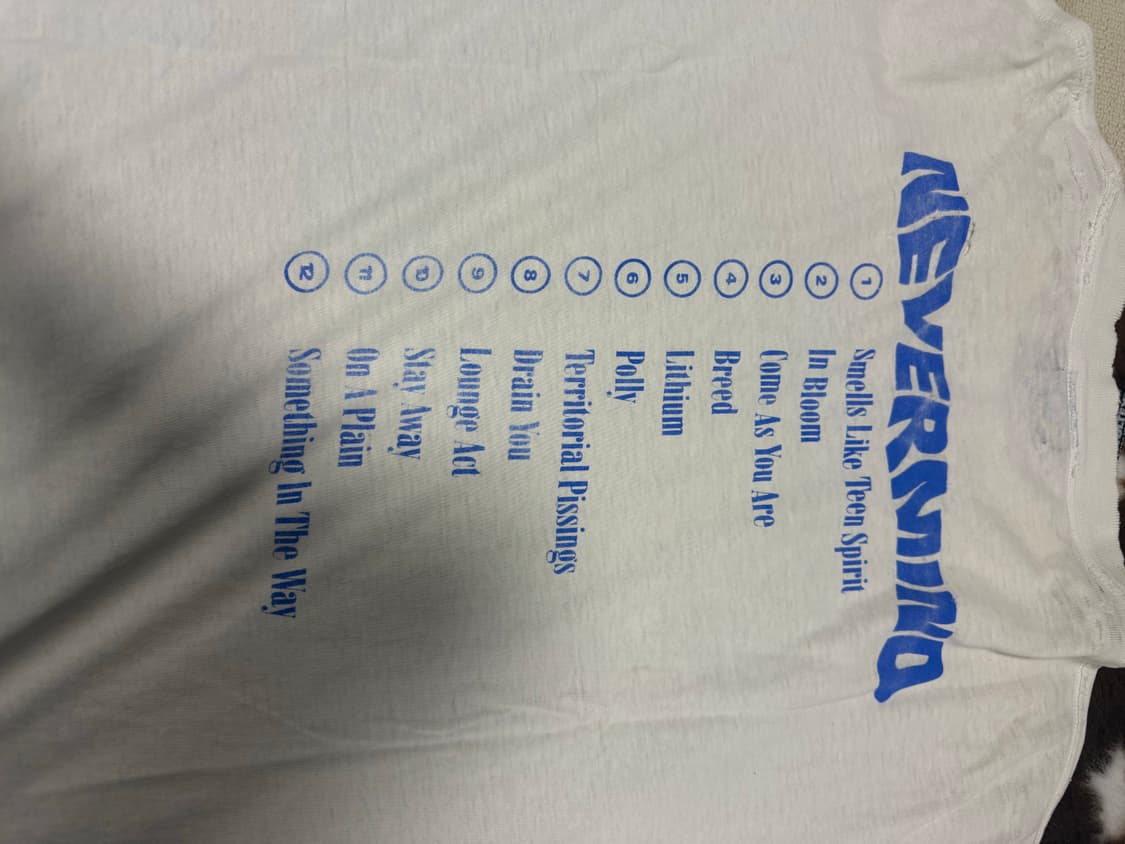 NEVERMIND
1 Smells Like Teen Spirit
2 In Bloom
3 Come As You Are
4 Breed
5 Lithium
6 Polly
7 Territorial Pissings
8 Drain You
9 Lounge Act
10 Stay Away
11 On A Plain
12 Something In The Way